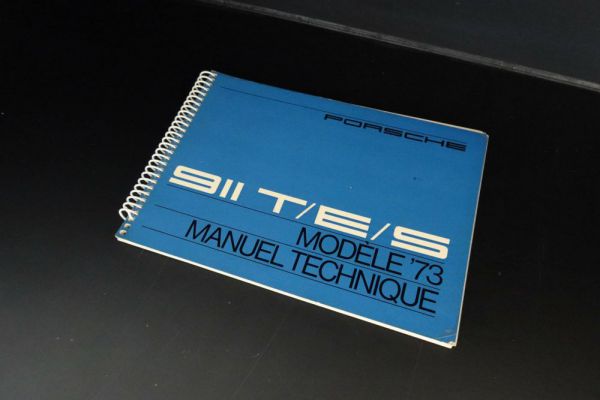 PORSCHE
911 T/E/S
MODÈLE '73
MANUEL TECHNIQUE